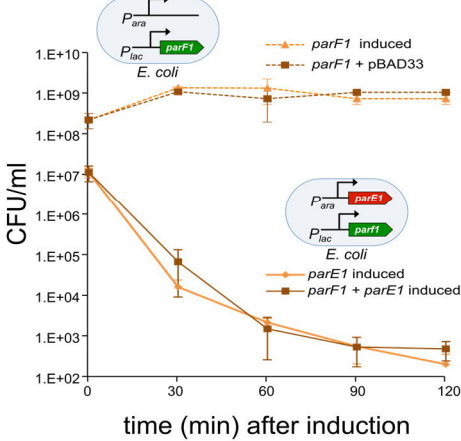 Para
Plac parF1
E. coli
parF1 induced
parF1 + pBAD33
1.E+10
1.E+09
1.E+08
1.E+07
1.E+06
1.E+05
1.E+04
1.E+03
1.E+02
CFU/ml
Para parE1
Plac parf1
E. coli
parE1 induced
parF1 + parE1 induced
0 30 60 90 120
time (min) after induction